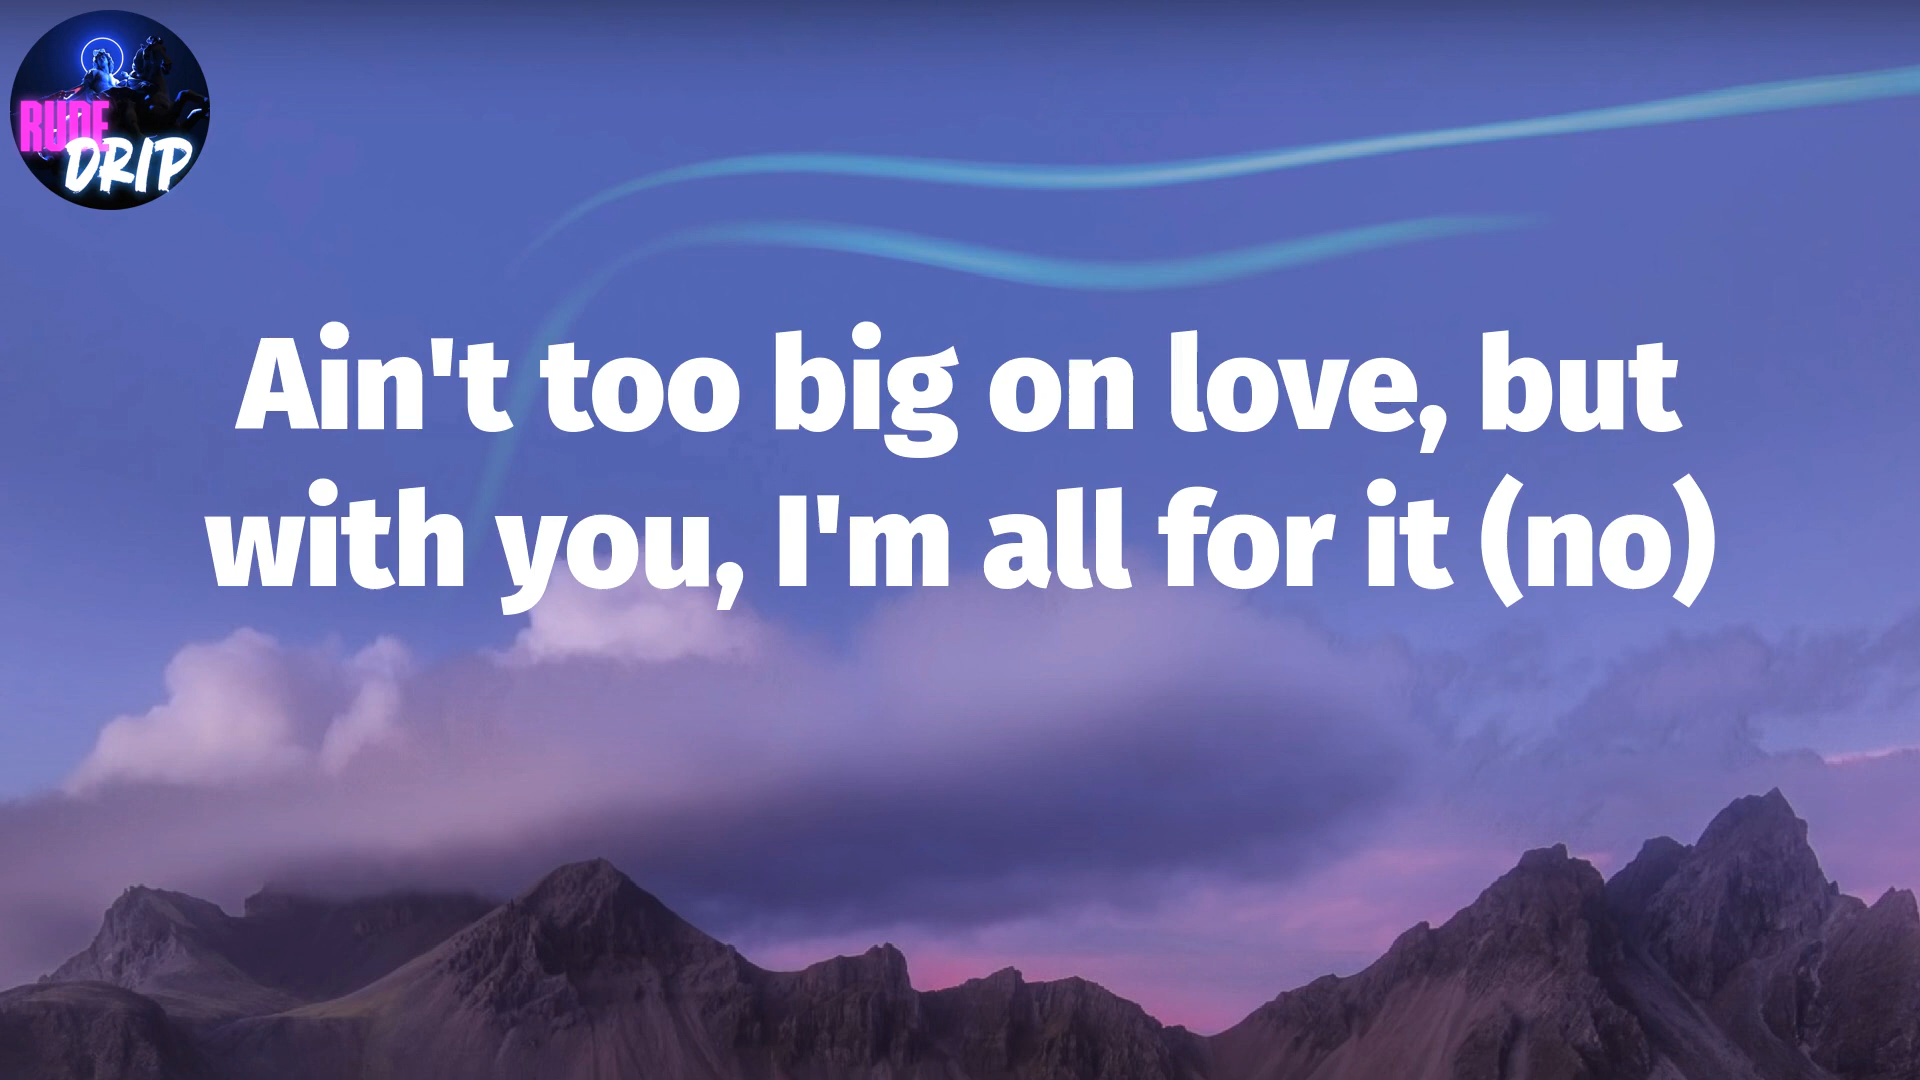 RUDE
DRIP
Ain't too big on love, but
with you, I'm all for it (no)